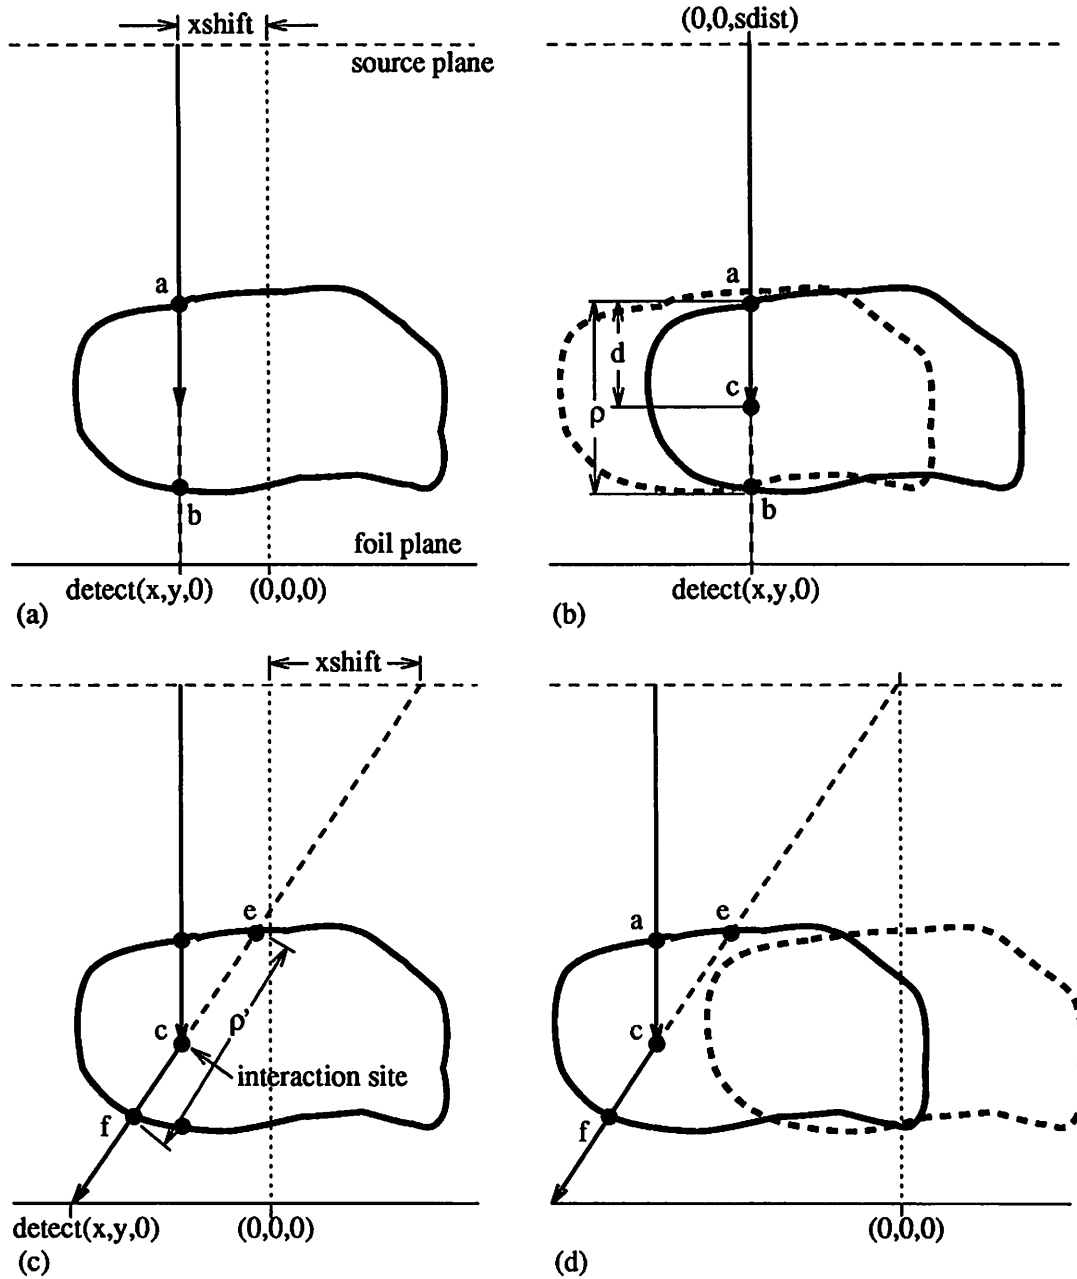 xshift
source plane
a
b
foil plane
detect(x,y,0) (0,0,0)
(a)
(0,0,sdist)
a
d
c
ρ
b
detect(x,y,0)
(b)
xshift
e
c
ρ'
interaction site
f
detect(x,y,0) (0,0,0)
(c)
a
e
c
f
(0,0,0)
(d)